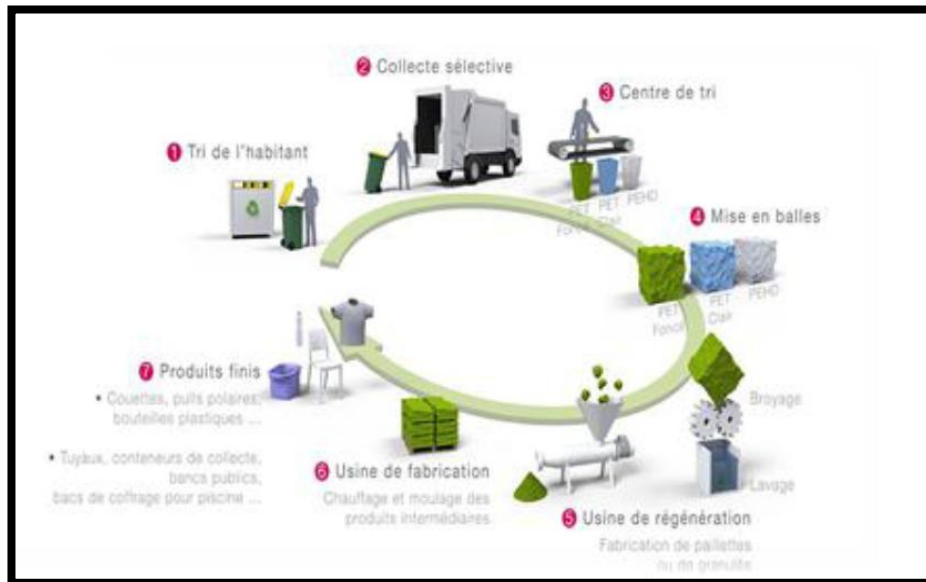 1 Tri de l'habitant
2 Collecte sélective
3 Centre de tri
PET
Foncé
PET
Clair
PEHD
4 Mise en balles
PET
Foncé
PET
Clair
PEHD
Broyage
Lavage
5 Usine de régénération
Fabrication de paillettes
ou de granulés
6 Usine de fabrication
Chauffage et moulage des
produits intermédiaires
7 Produits finis
• Couettes, pulls polaires,
bouteilles plastiques ...
• Tuyaux, conteneurs de collecte,
bancs publics,
bacs de coffrage pour piscine ...